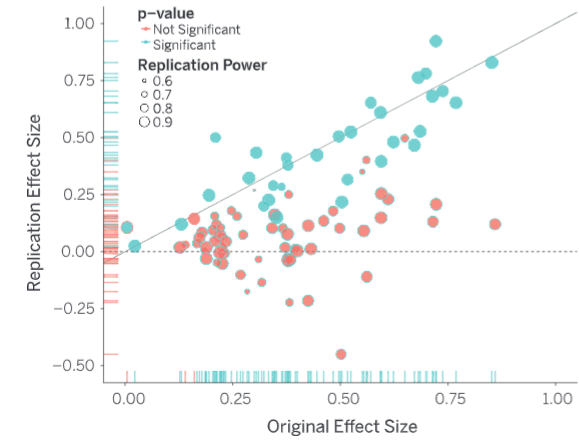 p−value
Not Significant
Significant
Replication Power
0.6
0.7
0.8
0.9
1.00
0.75
0.50
0.25
0.00
−0.25
−0.50
Replication Effect Size
0.00 0.25 0.50 0.75 1.00
Original Effect Size